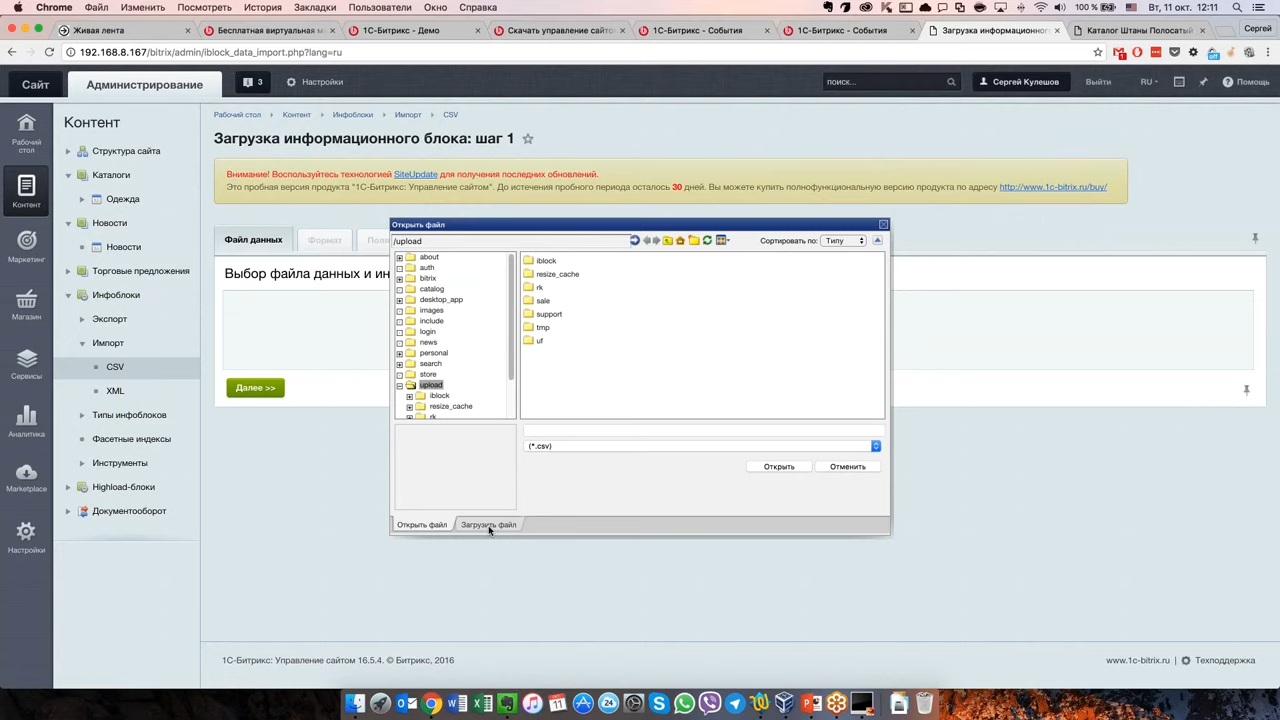 Chrome Файл Изменить Посмотреть История Закладки Пользователи Окно Справка 100 % Вт, 11 окт. 12:11
Живая лента
Бесплатная виртуальная м
1С-Битрикс - Демо
Скачать управление сайтом
1С-Битрикс - События
1С-Битрикс - События
Загрузка информационного
Каталог Штаны Полосатый
Сергей
192.168.8.167/bitrix/admin/iblock_data_import.php?lang=ru
Сайт Администрирование 3 Настройки поиск... Сергей Кулешов Выйти RU Помощь
Рабочий стол
Контент
Маркетинг
Магазин
Сервисы
Аналитика
Marketplace
Настройки
Контент
Структура сайта
Каталоги
Одежда
Новости
Новости
Торговые предложения
Инфоблоки
Экспорт
Импорт
CSV
XML
Типы инфоблоков
Фасетные индексы
Инструменты
Highload-блоки
Документооборот
Рабочий стол Контент Инфоблоки Импорт CSV
Загрузка информационного блока: шаг 1
Внимание! Воспользуйтесь технологией SiteUpdate для получения последних обновлений.
Это пробная версия продукта "1С-Битрикс: Управление сайтом". До истечения пробного периода осталось 30 дней. Вы можете купить полнофункциональную версию продукта по адресу http://www.1c-bitrix.ru/buy/
Файл данных Формат Поля
Выбор файла данных и ин
Далее >>
Открыть файл
/upload Сортировать по: Типу
about
auth
bitrix
catalog
desktop_app
images
include
login
news
personal
search
store
upload
iblock
resize_cache
rk
iblock
resize_cache
rk
sale
support
tmp
uf
(*.csv)
Открыть Отменить
Открыть файл Загрузить файл
1С-Битрикс: Управление сайтом 16.5.4. © Битрикс, 2016 www.1c-bitrix.ru Техподдержка